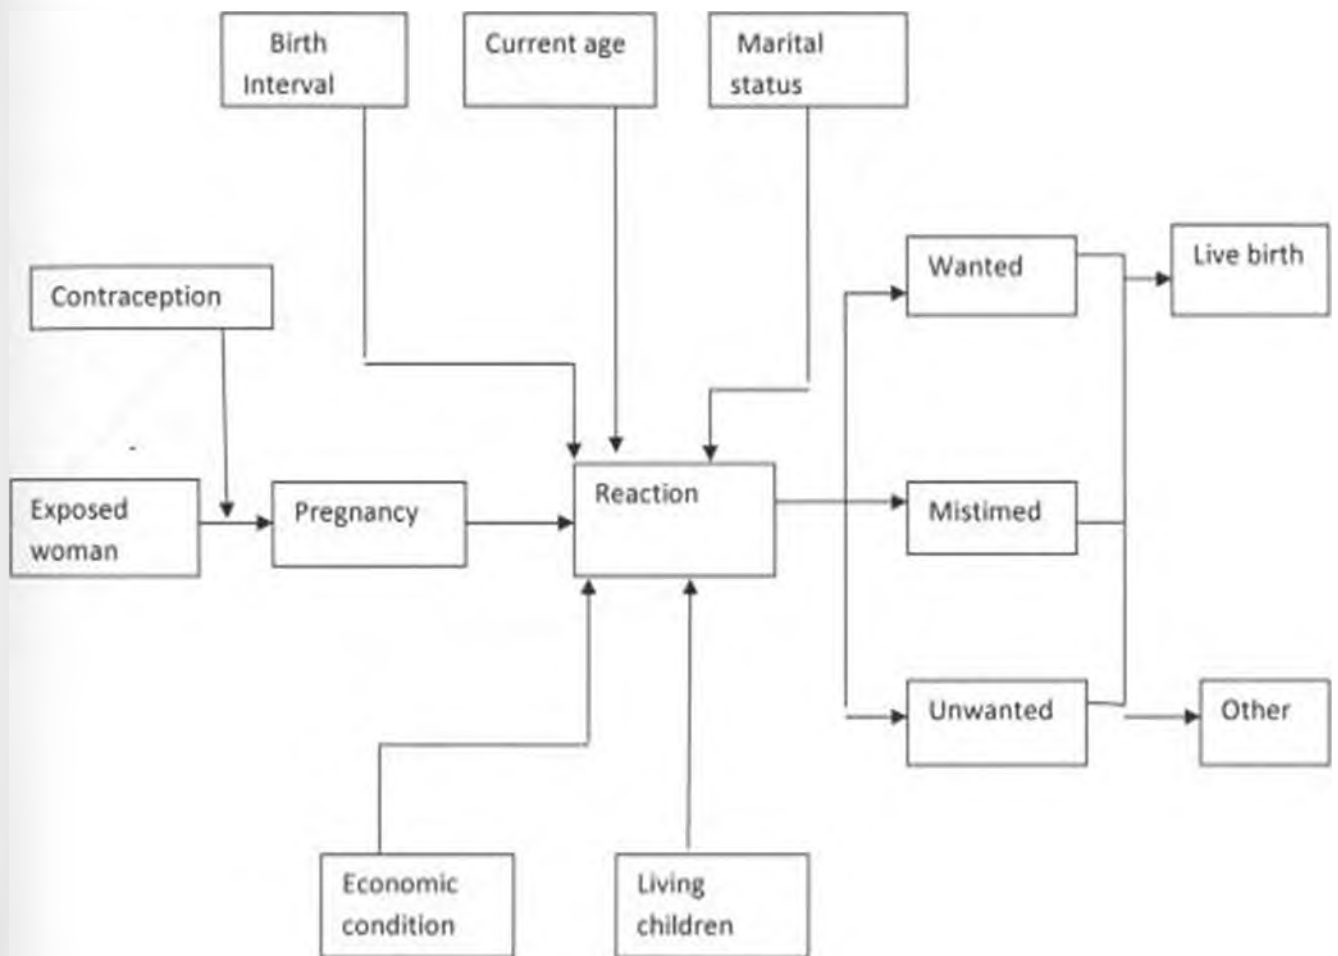 Birth
Interval
Current age
Marital
status
Contraception
Wanted
Live birth
Exposed
woman
Pregnancy
Reaction
Mistimed
Unwanted
Other
Economic
condition
Living
children